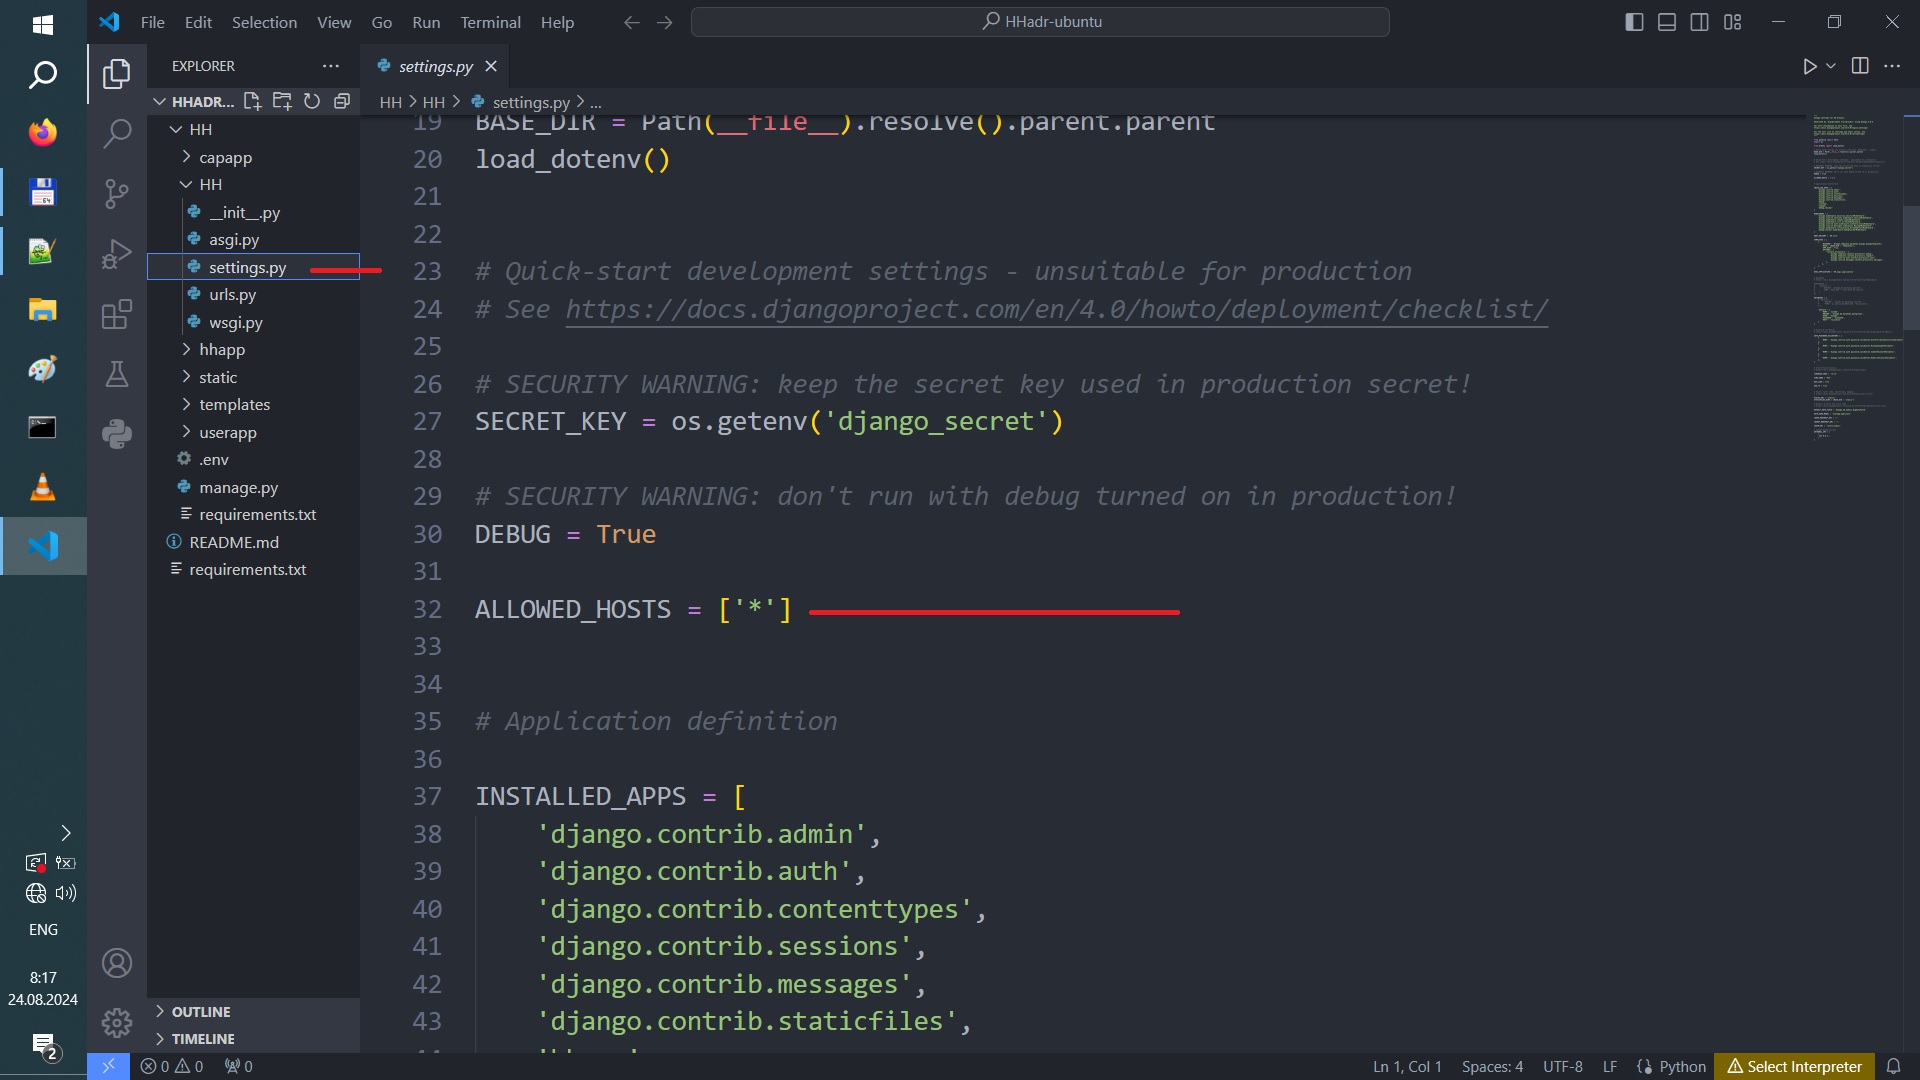 File Edit Selection View Go Run Terminal Help
HHadr-ubuntu
EXPLORER
settings.py
HHADR...
HH > HH > settings.py > ...
HH
capapp
HH
__init__.py
asgi.py
settings.py
urls.py
wsgi.py
hhapp
static
templates
userapp
.env
manage.py
requirements.txt
README.md
requirements.txt
OUTLINE
TIMELINE
19 BASE_DIR = Path(__file__).resolve().parent.parent
20 load_dotenv()
21
22
23 # Quick-start development settings - unsuitable for production
24 # See https://docs.djangoproject.com/en/4.0/howto/deployment/checklist/
25
26 # SECURITY WARNING: keep the secret key used in production secret!
27 SECRET_KEY = os.getenv('django_secret')
28
29 # SECURITY WARNING: don't run with debug turned on in production!
30 DEBUG = True
31
32 ALLOWED_HOSTS = ['*']
33
34
35 # Application definition
36
37 INSTALLED_APPS = [
38 'django.contrib.admin',
39 'django.contrib.auth',
40 'django.contrib.contenttypes',
41 'django.contrib.sessions',
42 'django.contrib.messages',
43 'django.contrib.staticfiles',
64
ENG
8:17
24.08.2024
2
0 0 0
Ln 1, Col 1 Spaces: 4 UTF-8 LF Python Select Interpreter